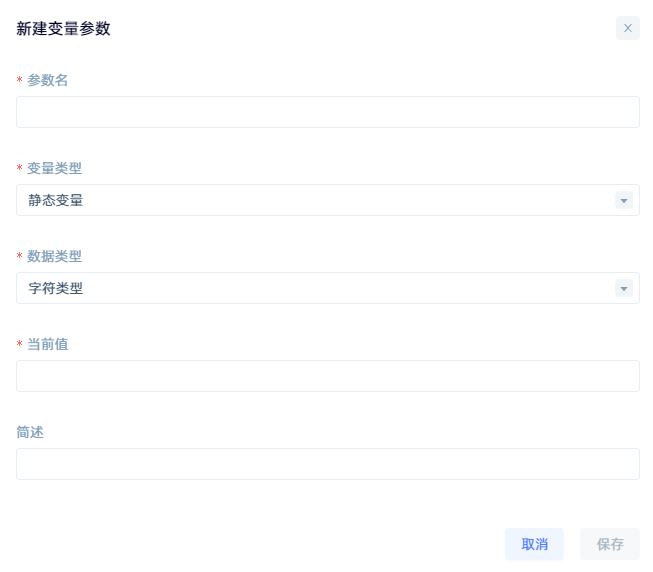 新建变量参数
X
* 参数名
* 变量类型
静态变量
* 数据类型
字符类型
* 当前值
简述
取消
保存